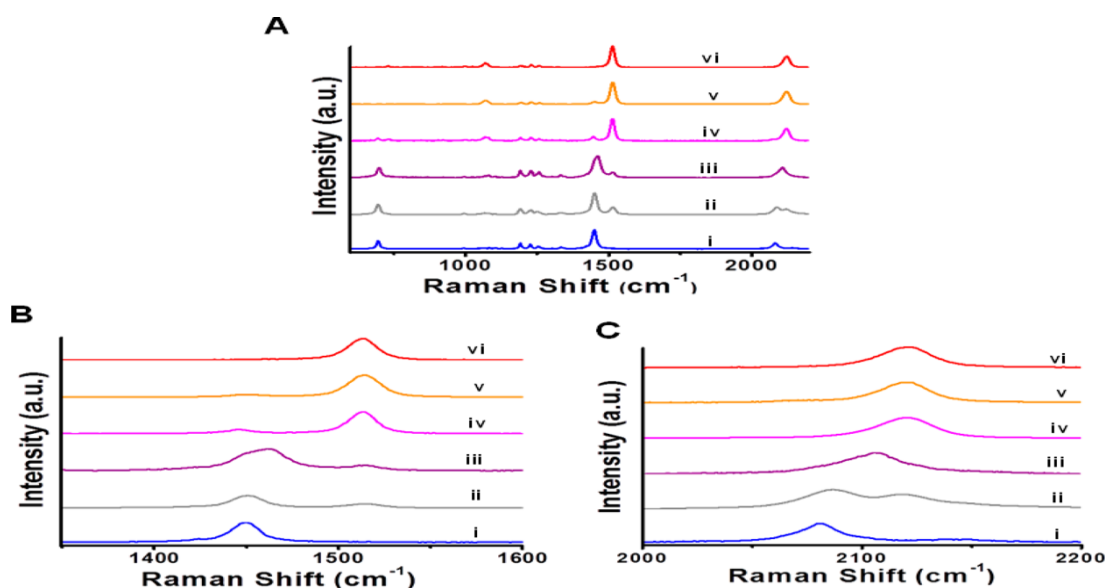 A
Intensity (a.u.)
vi
v
iv
iii
ii
i
1000 1500 2000
Raman Shift (cm⁻¹)
B
Intensity (a.u.)
vi
v
iv
iii
ii
i
1400 1500 1600
Raman Shift (cm⁻¹)
C
Intensity (a.u.)
vi
v
iv
iii
ii
i
2000 2100 2200
Raman Shift (cm⁻¹)